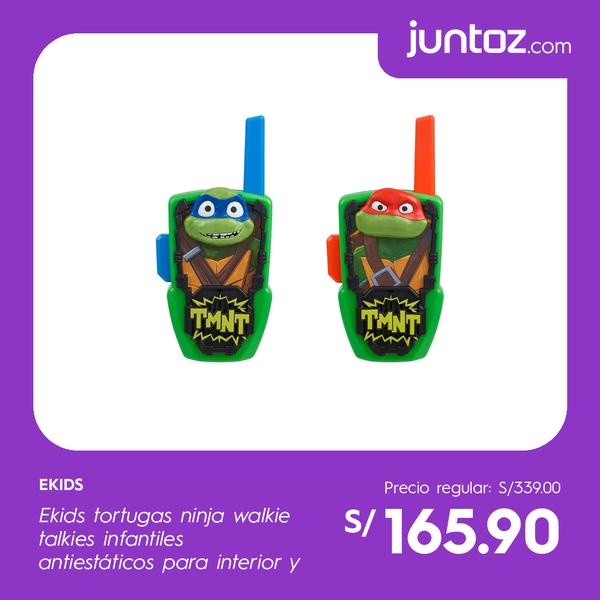 juntoz.com
TMNT
TMNT
EKIDS
Ekids tortugas ninja walkie
talkies infantiles
antiestáticos para interior y
Precio regular: S/339.00
S/165.90